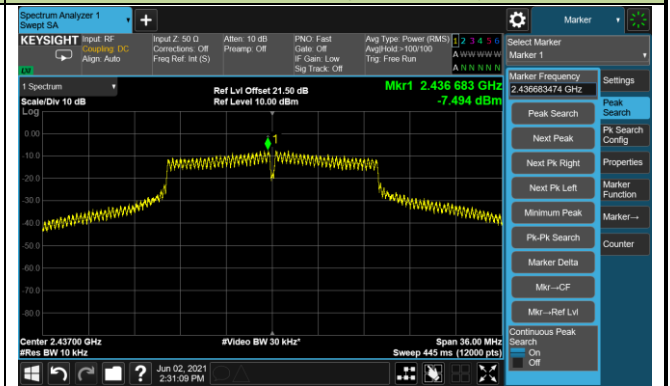 Spectrum Analyzer 1
Swept SA
Marker
KEYSIGHT
Input: RF
Coupling: DC
Align: Auto
Input Z: 50 Ω
Corrections: Off
Freq Ref: Int (S)
Atten: 10 dB
Preamp: Off
PNO: Fast
Gate: Off
IF Gain: Low
Sig Track: Off
Avg Type: Power (RMS)
Avg|Hold:>100/100
Trig: Free Run
1 2 3 4 5 6
A W W W W W
A N N N N N
LXI
1 Spectrum
Scale/Div 10 dB
Log
Ref Lvl Offset 21.50 dB
Ref Level 10.00 dBm
Mkr1 2.436 683 GHz
-7.494 dBm
1
0.00
-10.0
-20.0
-30.0
-40.0
-50.0
-60.0
-70.0
-80.0
Center 2.43700 GHz
#Res BW 10 kHz
#Video BW 30 kHz*
Span 36.00 MHz
Sweep 445 ms (12000 pts)
Jun 02, 2021
2:31:09 PM
?
Select Marker
Marker 1
Marker Frequency
2.436683474 GHz
Peak Search
Next Peak
Next Pk Right
Next Pk Left
Minimum Peak
Pk-Pk Search
Marker Delta
Mkr→CF
Mkr→Ref Lvl
Continuous Peak
Search
On
Off
Settings
Peak
Search
Pk Search
Config
Properties
Marker
Function
Marker→
Counter